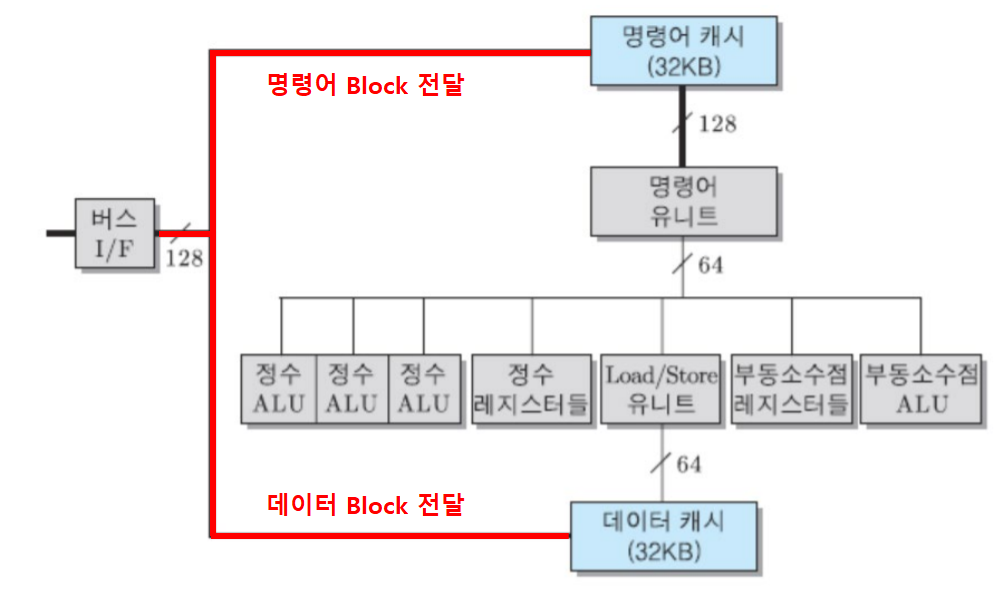 명령어 캐시
(32KB)
명령어 Block 전달
128
명령어
유니트
버스
I/F
128
64
정수
ALU
정수
ALU
정수
ALU
정수
레지스터들
Load/Store
유니트
부동소수점
레지스터들
부동소수점
ALU
64
데이터 Block 전달
데이터 캐시
(32KB)